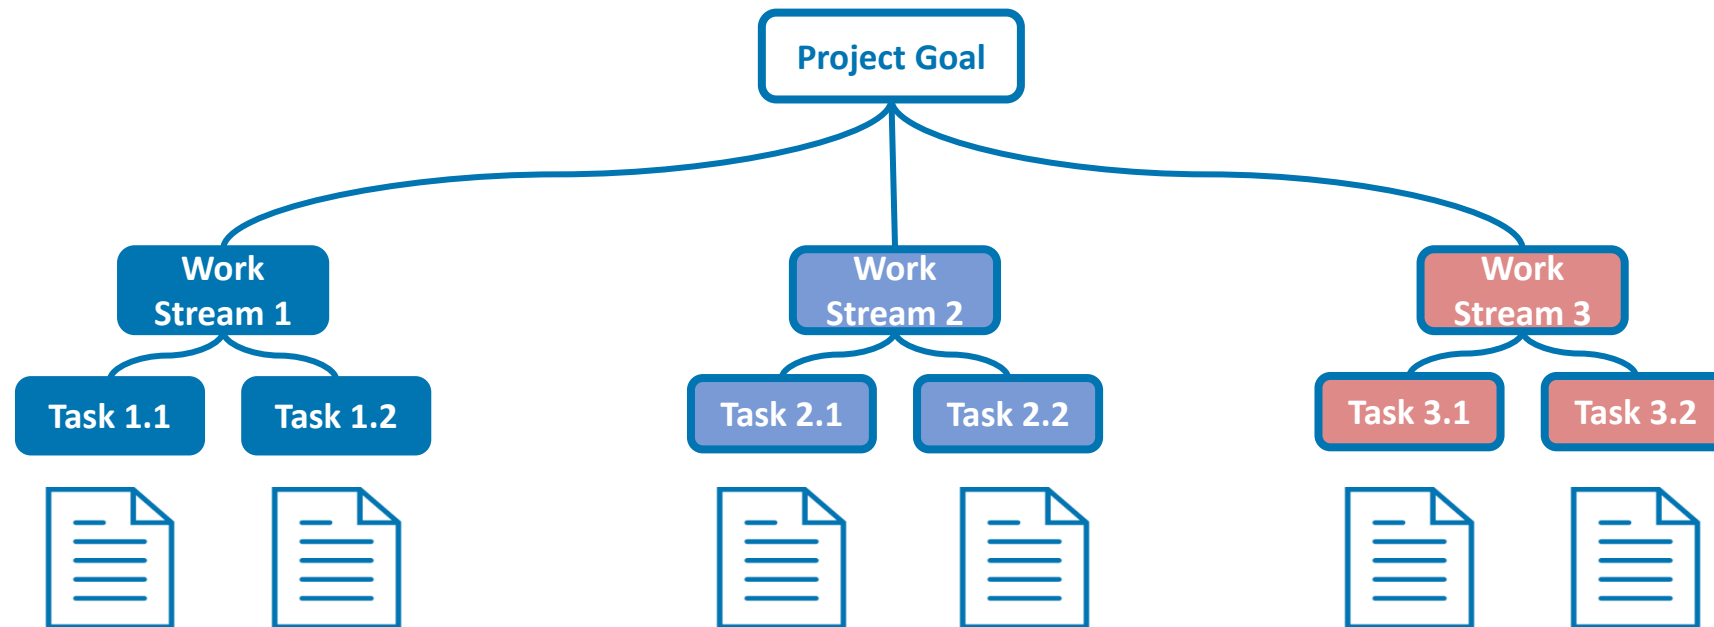 Project Goal
Work
Stream 1
Work
Stream 2
Work
Stream 3
Task 1.1
Task 1.2
Task 2.1
Task 2.2
Task 3.1
Task 3.2